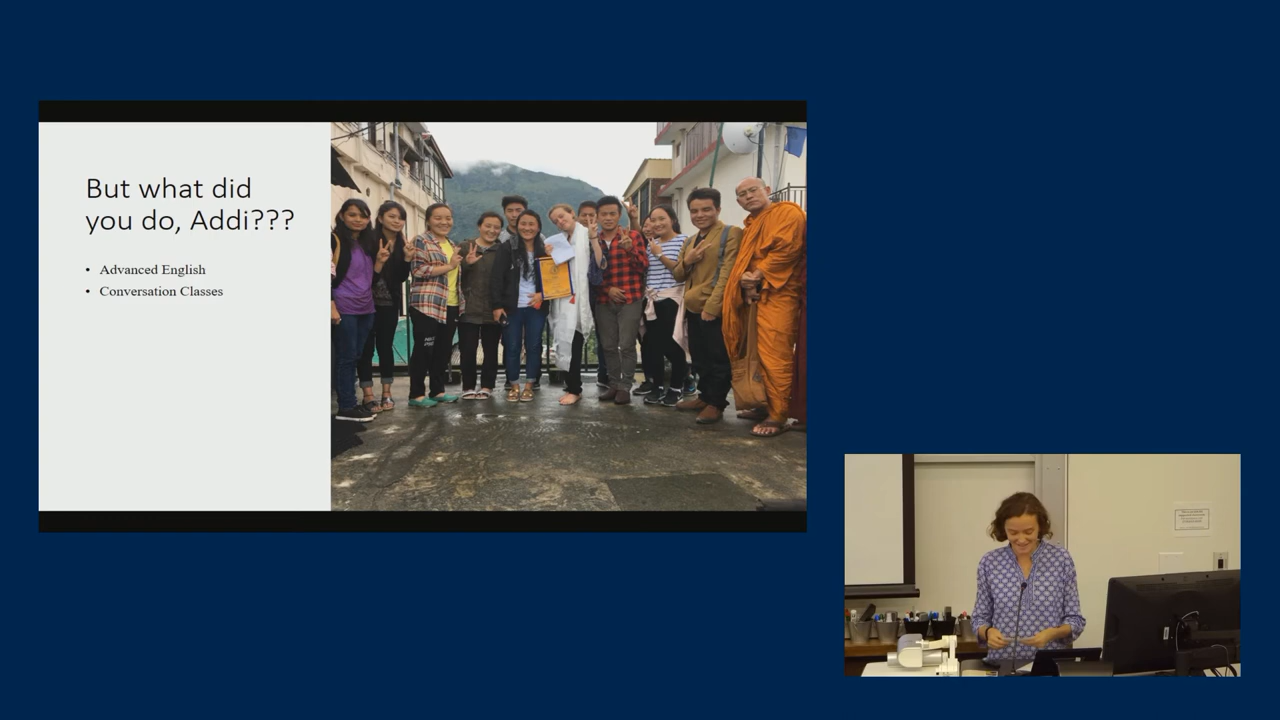 But what did
you do, Addi???
• Advanced English
• Conversation Classes